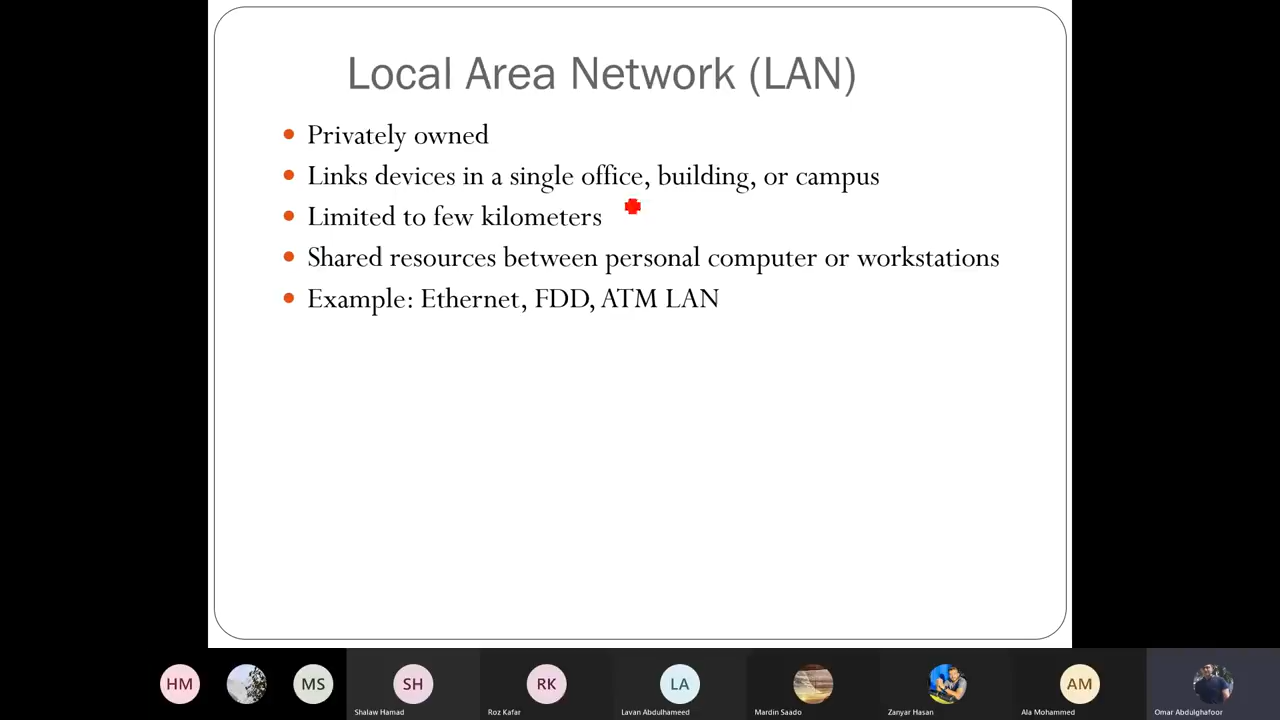 Local Area Network (LAN)
Privately owned
Links devices in a single office, building, or campus
Limited to few kilometers
Shared resources between personal computer or workstations
Example: Ethernet, FDD, ATM LAN
HM
MS
SH
RK
LA
AM
Shalaw Hamad
Roz Kafar
Lavan Abdulhameed
Mardin Saado
Zanyar Hasan
Ala Mohammed
Omar Abdulghafoor